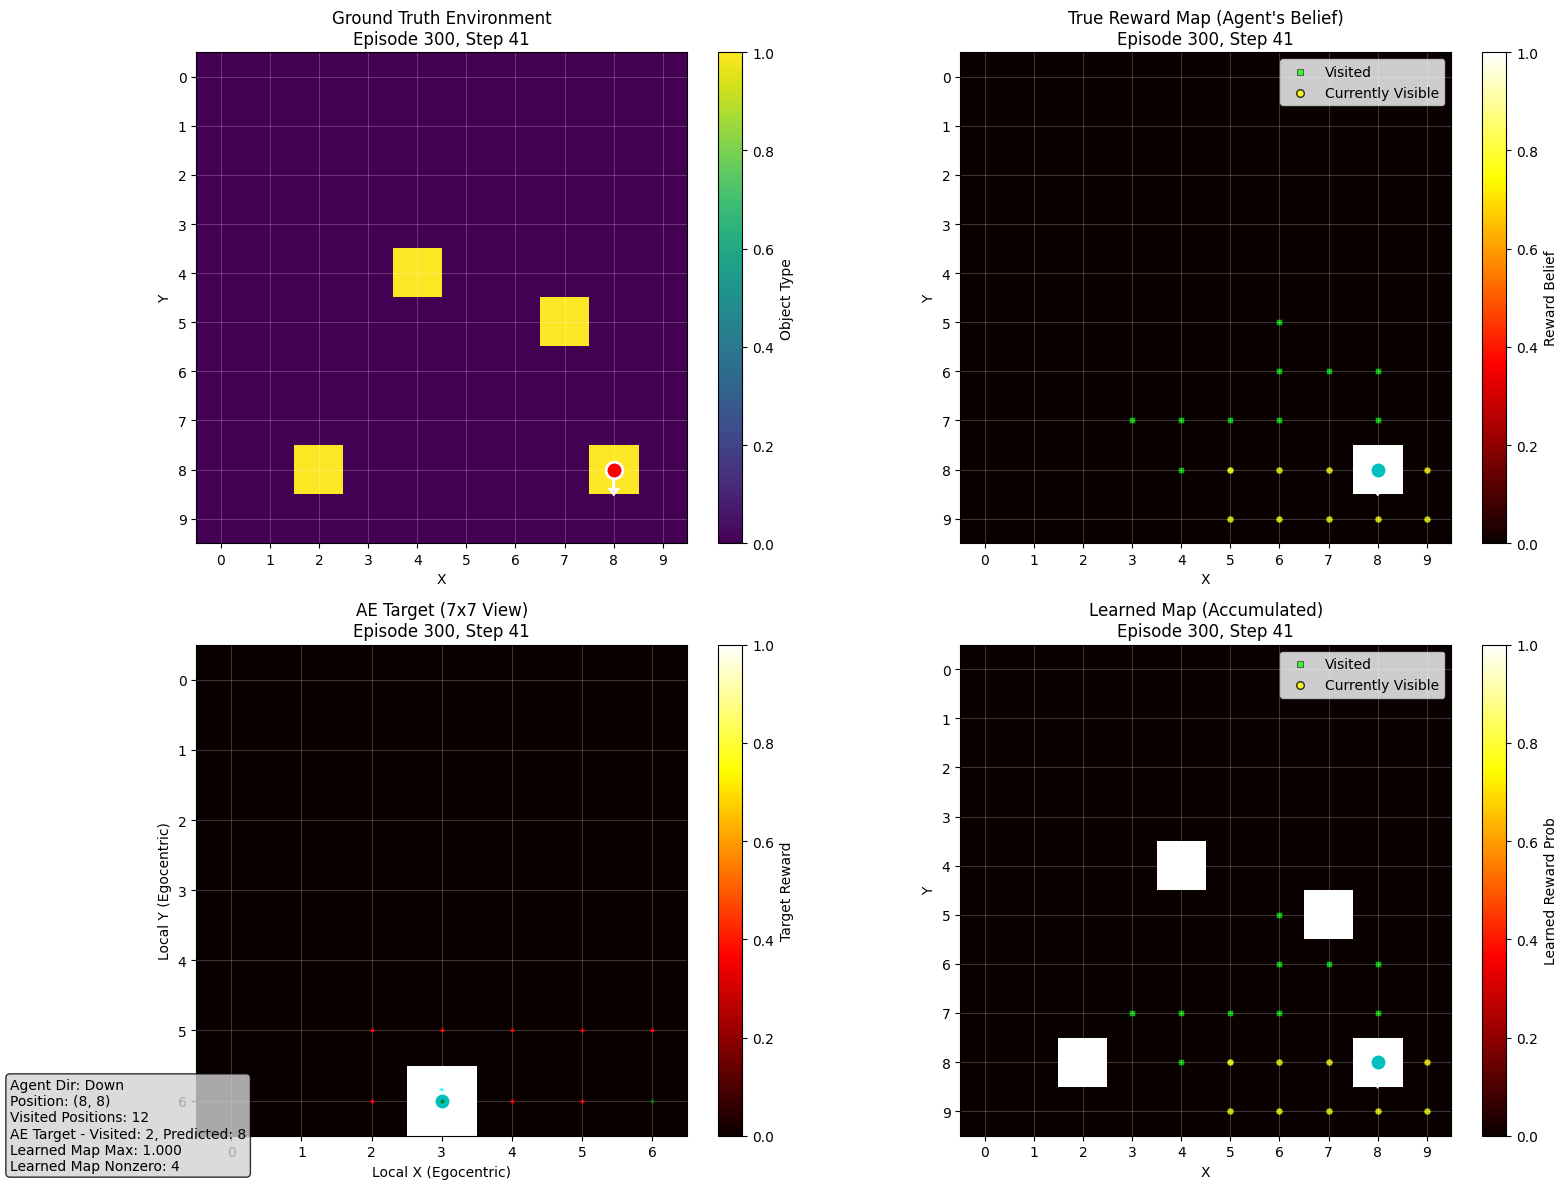 Ground Truth Environment
Episode 300, Step 41
0
1
2
3
4
5
6
7
8
9
Y
0 1 2 3 4 5 6 7 8 9
X
1.0
0.8
0.6
0.4
0.2
0.0
Object Type
True Reward Map (Agent's Belief)
Episode 300, Step 41
Visited
Currently Visible
0
1
2
3
4
5
6
7
8
9
Y
0 1 2 3 4 5 6 7 8 9
X
1.0
0.8
0.6
0.4
0.2
0.0
Reward Belief
AE Target (7x7 View)
Episode 300, Step 41
0
1
2
3
4
5
6
Local Y (Egocentric)
0 1 2 3 4 5 6
Local X (Egocentric)
1.0
0.8
0.6
0.4
0.2
0.0
Target Reward
Agent Dir: Down
Position: (8, 8)
Visited Positions: 12
AE Target - Visited: 2, Predicted: 8
Learned Map Max: 1.000
Learned Map Nonzero: 4
Learned Map (Accumulated)
Episode 300, Step 41
Visited
Currently Visible
0
1
2
3
4
5
6
7
8
9
Y
0 1 2 3 4 5 6 7 8 9
X
1.0
0.8
0.6
0.4
0.2
0.0
Learned Reward Prob